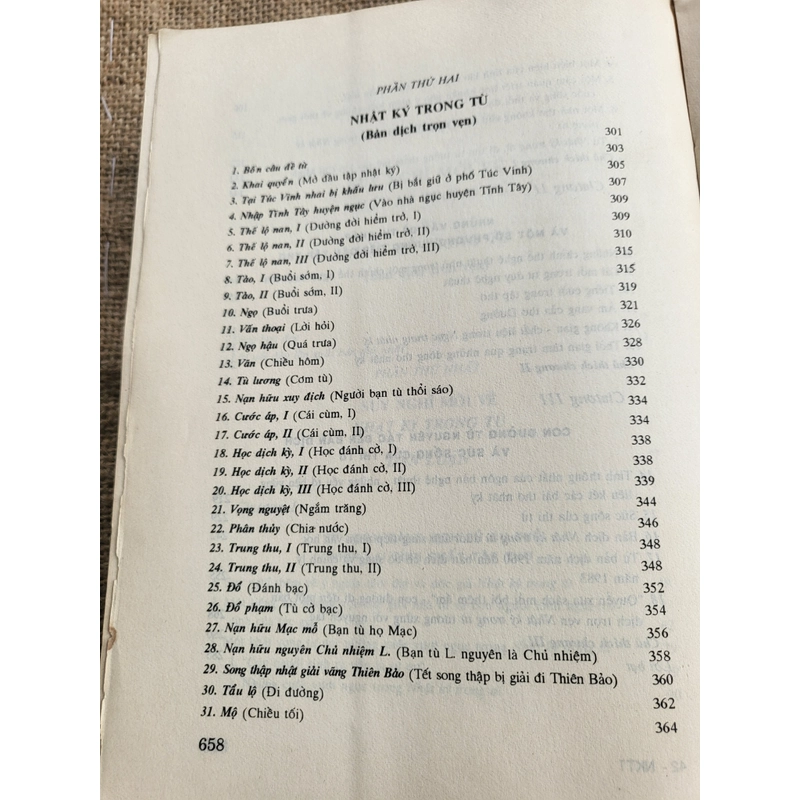 PHẦN THỨ HAI
NHẬT KÝ TRONG TÙ
(Bản dịch trọn vẹn)
1. Bốn câu đề từ 301
2. Khai quyển (Mở đầu tập nhật ký) 303
3. Tại Túc Vinh nhai bị khấu lưu (Bị bắt giữ ở phố Túc Vinh) 305
4. Nhập Tĩnh Tây huyện ngục (Vào nhà ngục huyện Tĩnh Tây) 307
5. Thế lộ nan, I (Đường đời hiểm trở, I) 309
6. Thế lộ nan, II (Đường đời hiểm trở, II) 309
7. Thế lộ nan, III (Đường đời hiểm trở, III) 310
8. Tảo, I (Buổi sớm, I) 315
9. Tảo, II (Buổi sớm, II) 315
10. Ngọ (Buổi trưa) 319
11. Vấn thoại (Lời hỏi) 321
12. Ngọ hậu (Quá trưa) 326
13. Vãn (Chiều hôm) 328
14. Tù lương (Cơm tù) 330
15. Nạn hữu xuy địch (Người bạn tù thổi sáo) 332
16. Cước áp, I (Cái cùm, I) 334
17. Cước áp, II (Cái cùm, II) 334
18. Học dịch kỳ, I (Học đánh cờ, I) 338
19. Học dịch kỳ, II (Học đánh cờ, II) 338
20. Học dịch kỳ, III (Học đánh cờ, III) 339
21. Vọng nguyệt (Ngắm trăng) 344
22. Phân thủy (Chia nước) 346
23. Trung thu, I (Trung thu, I) 348
24. Trung thu, II (Trung thu, II) 348
25. Đổ (Đánh bạc) 352
26. Đổ phạm (Tù cờ bạc) 354
27. Nạn hữu Mạc mỗ (Bạn tù họ Mạc) 356
28. Nạn hữu nguyên Chủ nhiệm L. (Bạn tù L. nguyên là Chủ nhiệm) 358
29. Song thập nhật giải vãng Thiên Bảo (Tết song thập bị giải đi Thiên Bảo) 360
30. Tẩu lộ (Đi đường) 362
31. Mộ (Chiều tối) 364
658